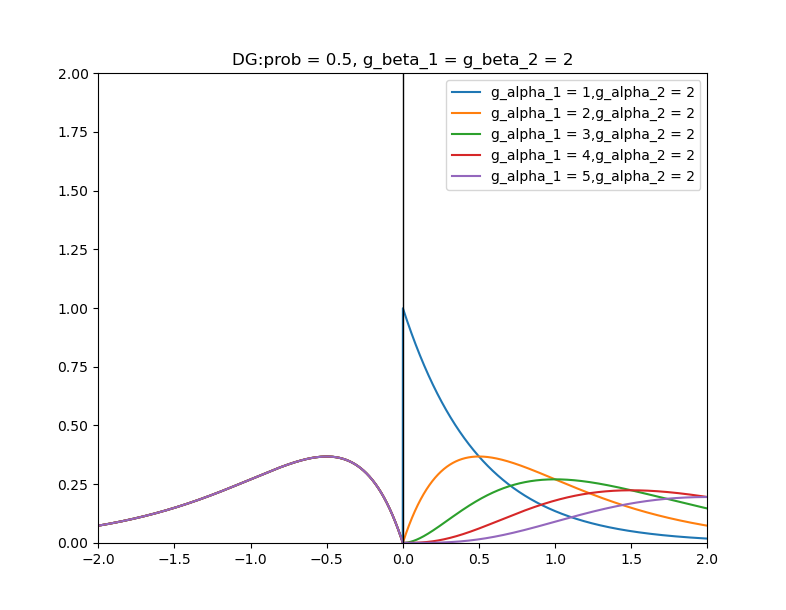 DG:prob = 0.5, g_beta_1 = g_beta_2 = 2
2.00
1.75
1.50
1.25
1.00
0.75
0.50
0.25
0.00
g_alpha_1 = 1,g_alpha_2 = 2
g_alpha_1 = 2,g_alpha_2 = 2
g_alpha_1 = 3,g_alpha_2 = 2
g_alpha_1 = 4,g_alpha_2 = 2
g_alpha_1 = 5,g_alpha_2 = 2
−2.0 −1.5 −1.0 −0.5 0.0 0.5 1.0 1.5 2.0